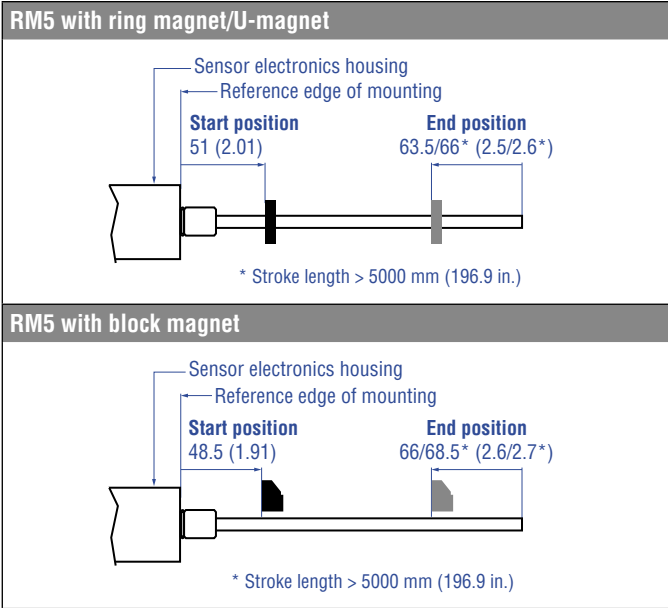 RM5 with ring magnet/U-magnet
Sensor electronics housing
Reference edge of mounting
Start position
51 (2.01)
End position
63.5/66* (2.5/2.6*)
* Stroke length > 5000 mm (196.9 in.)
RM5 with block magnet
Sensor electronics housing
Reference edge of mounting
Start position
48.5 (1.91)
End position
66/68.5* (2.6/2.7*)
* Stroke length > 5000 mm (196.9 in.)